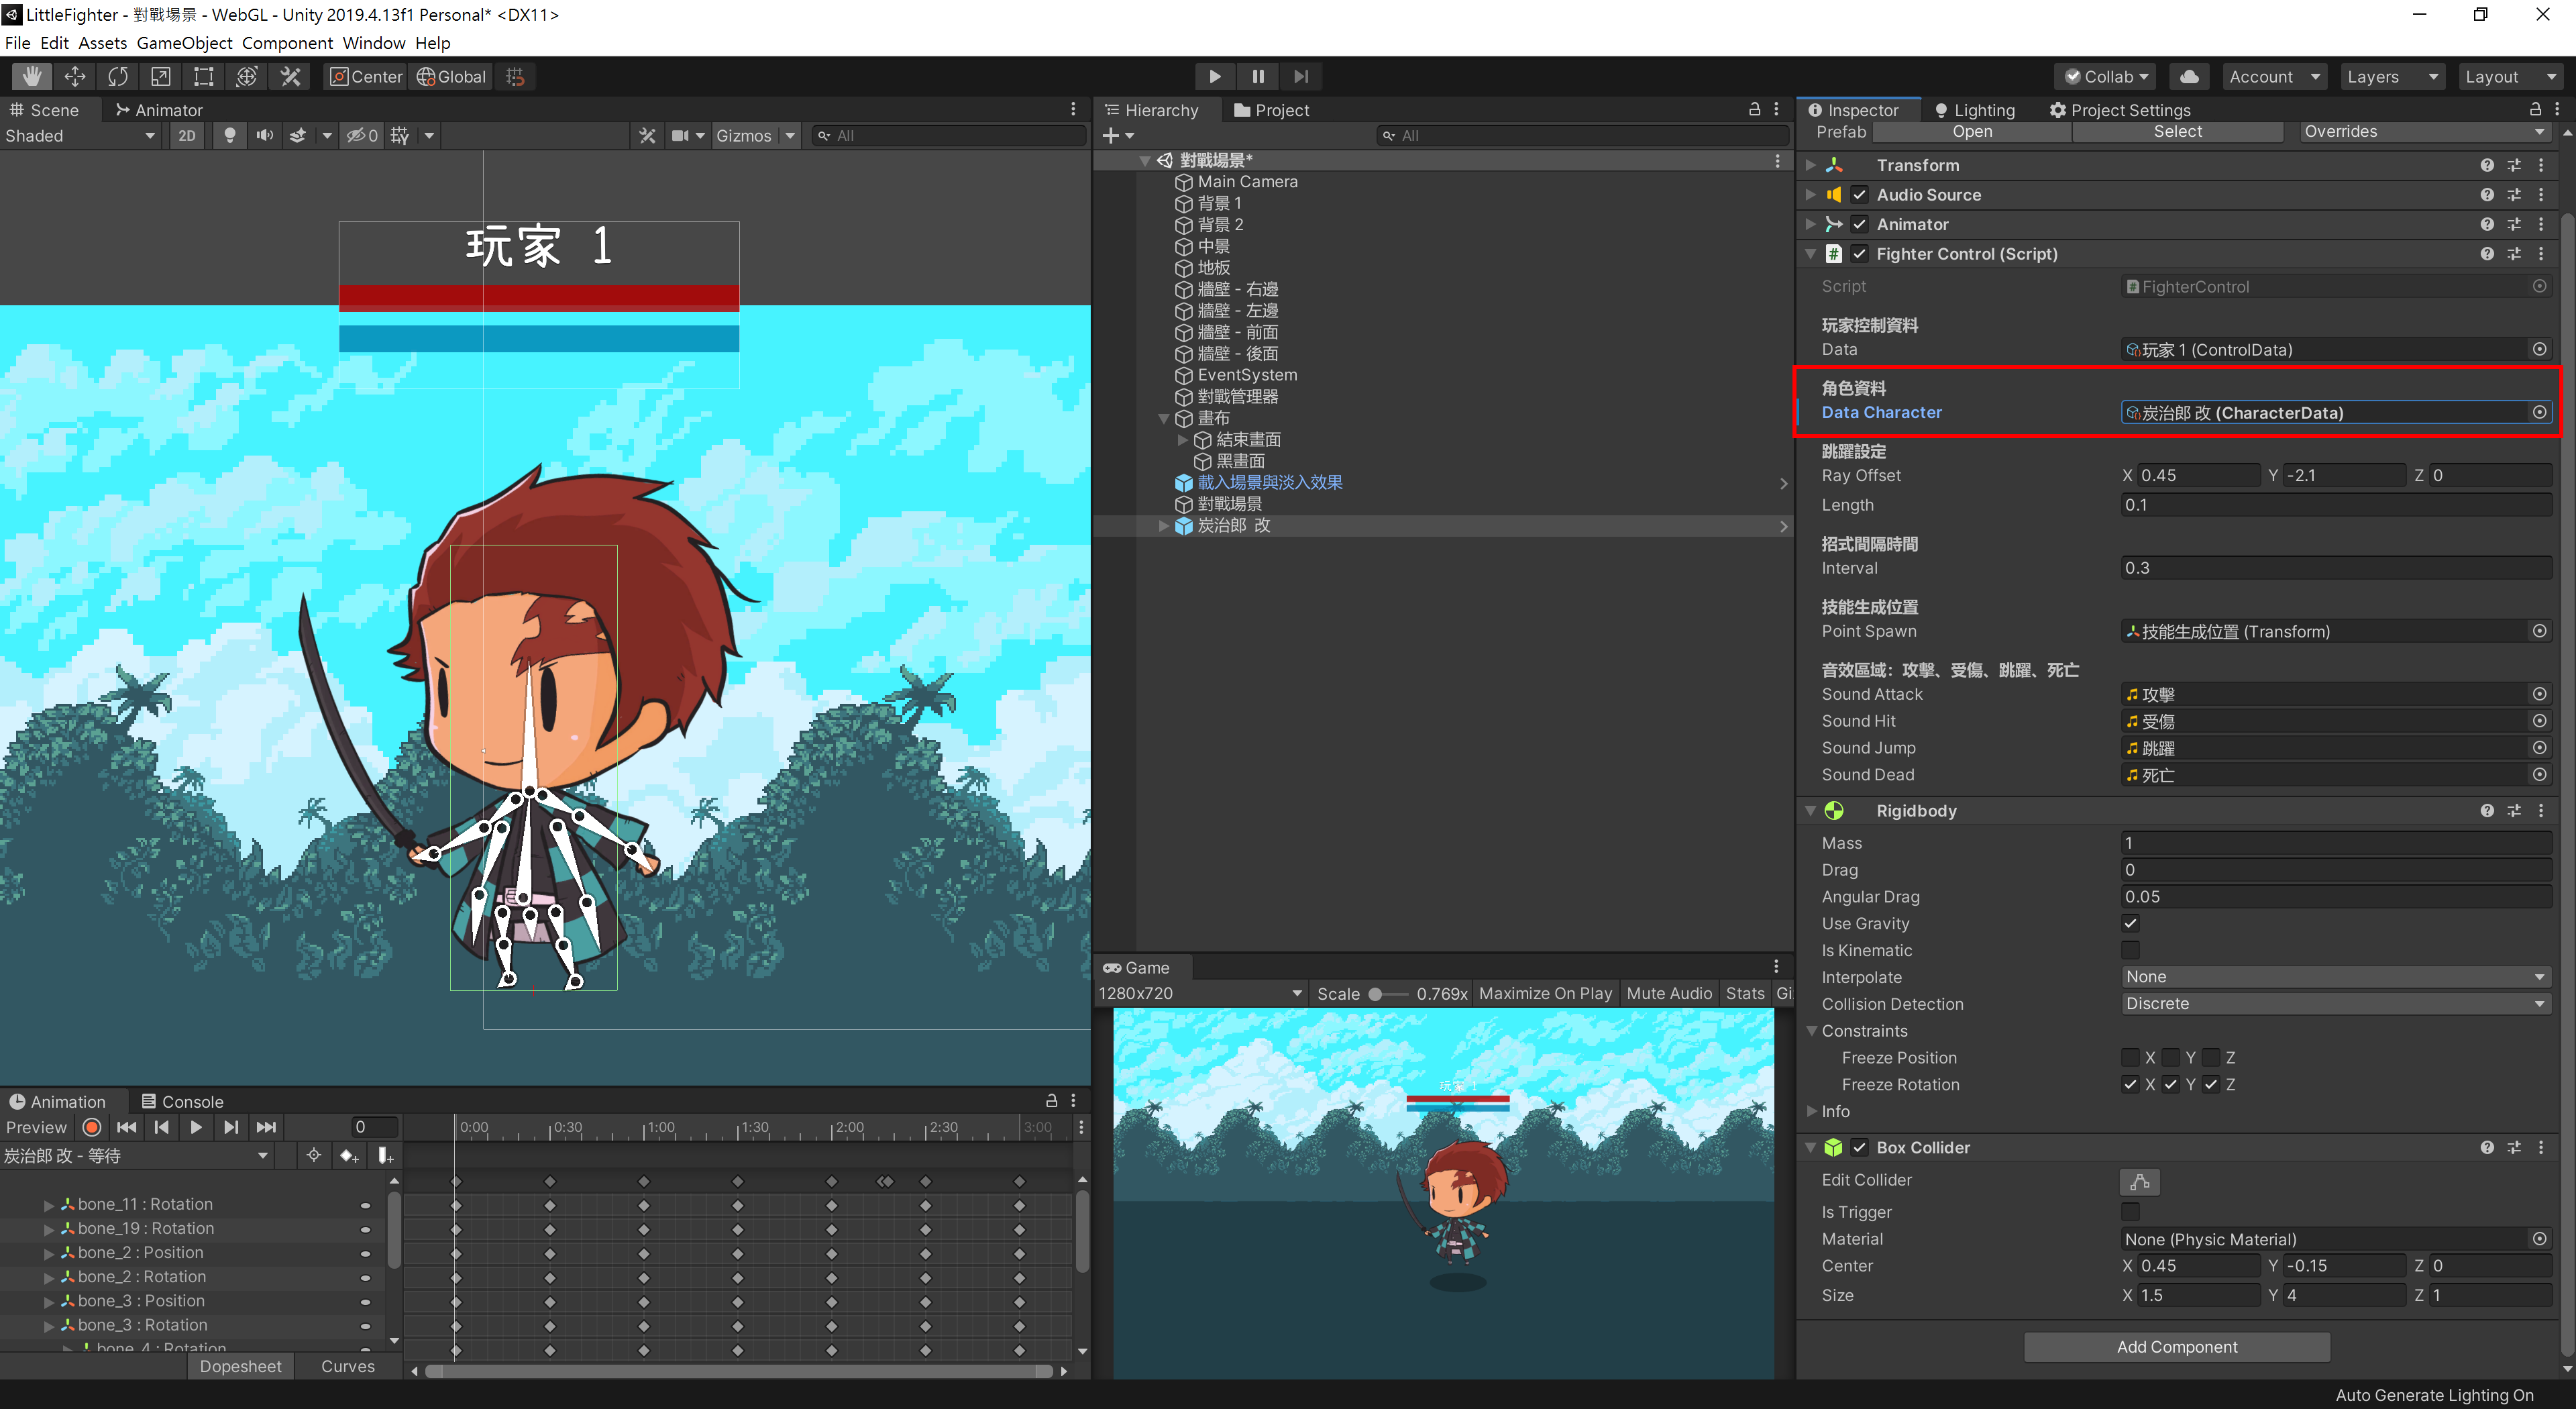 LittleFighter - 對戰場景 - WebGL - Unity 2019.4.13f1 Personal* <DX11>
File Edit Assets GameObject Component Window Help
Center Global
Collab Account Layers Layout
Scene Animator
Shaded 2D 0 Gizmos All
玩家 1
Hierarchy Project
All
對戰場景*
Main Camera
背景 1
背景 2
中景
地板
牆壁 - 右邊
牆壁 - 左邊
牆壁 - 前面
牆壁 - 後面
EventSystem
對戰管理器
畫布
結束畫面
黑畫面
載入場景與淡入效果
對戰場景
炭治郎 改
Game
1280x720 Scale 0.769x Maximize On Play Mute Audio Stats Gi
玩家 1
Inspector Lighting Project Settings
Prefab Open Select Overrides
Transform
Audio Source
Animator
Fighter Control (Script)
Script FighterControl
玩家控制資料
Data 玩家 1 (ControlData)
角色資料
Data Character 炭治郎 改 (CharacterData)
跳躍設定
Ray Offset X 0.45 Y -2.1 Z 0
Length 0.1
招式間隔時間
Interval 0.3
技能生成位置
Point Spawn 技能生成位置 (Transform)
音效區域：攻擊、受傷、跳躍、死亡
Sound Attack 攻擊
Sound Hit 受傷
Sound Jump 跳躍
Sound Dead 死亡
Rigidbody
Mass 1
Drag 0
Angular Drag 0.05
Use Gravity
Is Kinematic
Interpolate None
Collision Detection Discrete
Constraints
Freeze Position X Y Z
Freeze Rotation X Y Z
Info
Box Collider
Edit Collider
Is Trigger
Material None (Physic Material)
Center X 0.45 Y -0.15 Z 0
Size X 1.5 Y 4 Z 1
Add Component
Animation Console
Preview 0 0:00 0:30 1:00 1:30 2:00 2:30 3:00
炭治郎 改 - 等待
bone_11 : Rotation
bone_19 : Rotation
bone_2 : Position
bone_2 : Rotation
bone_3 : Position
bone_3 : Rotation
bone_4 : Rotation
Dopesheet Curves
Auto Generate Lighting On